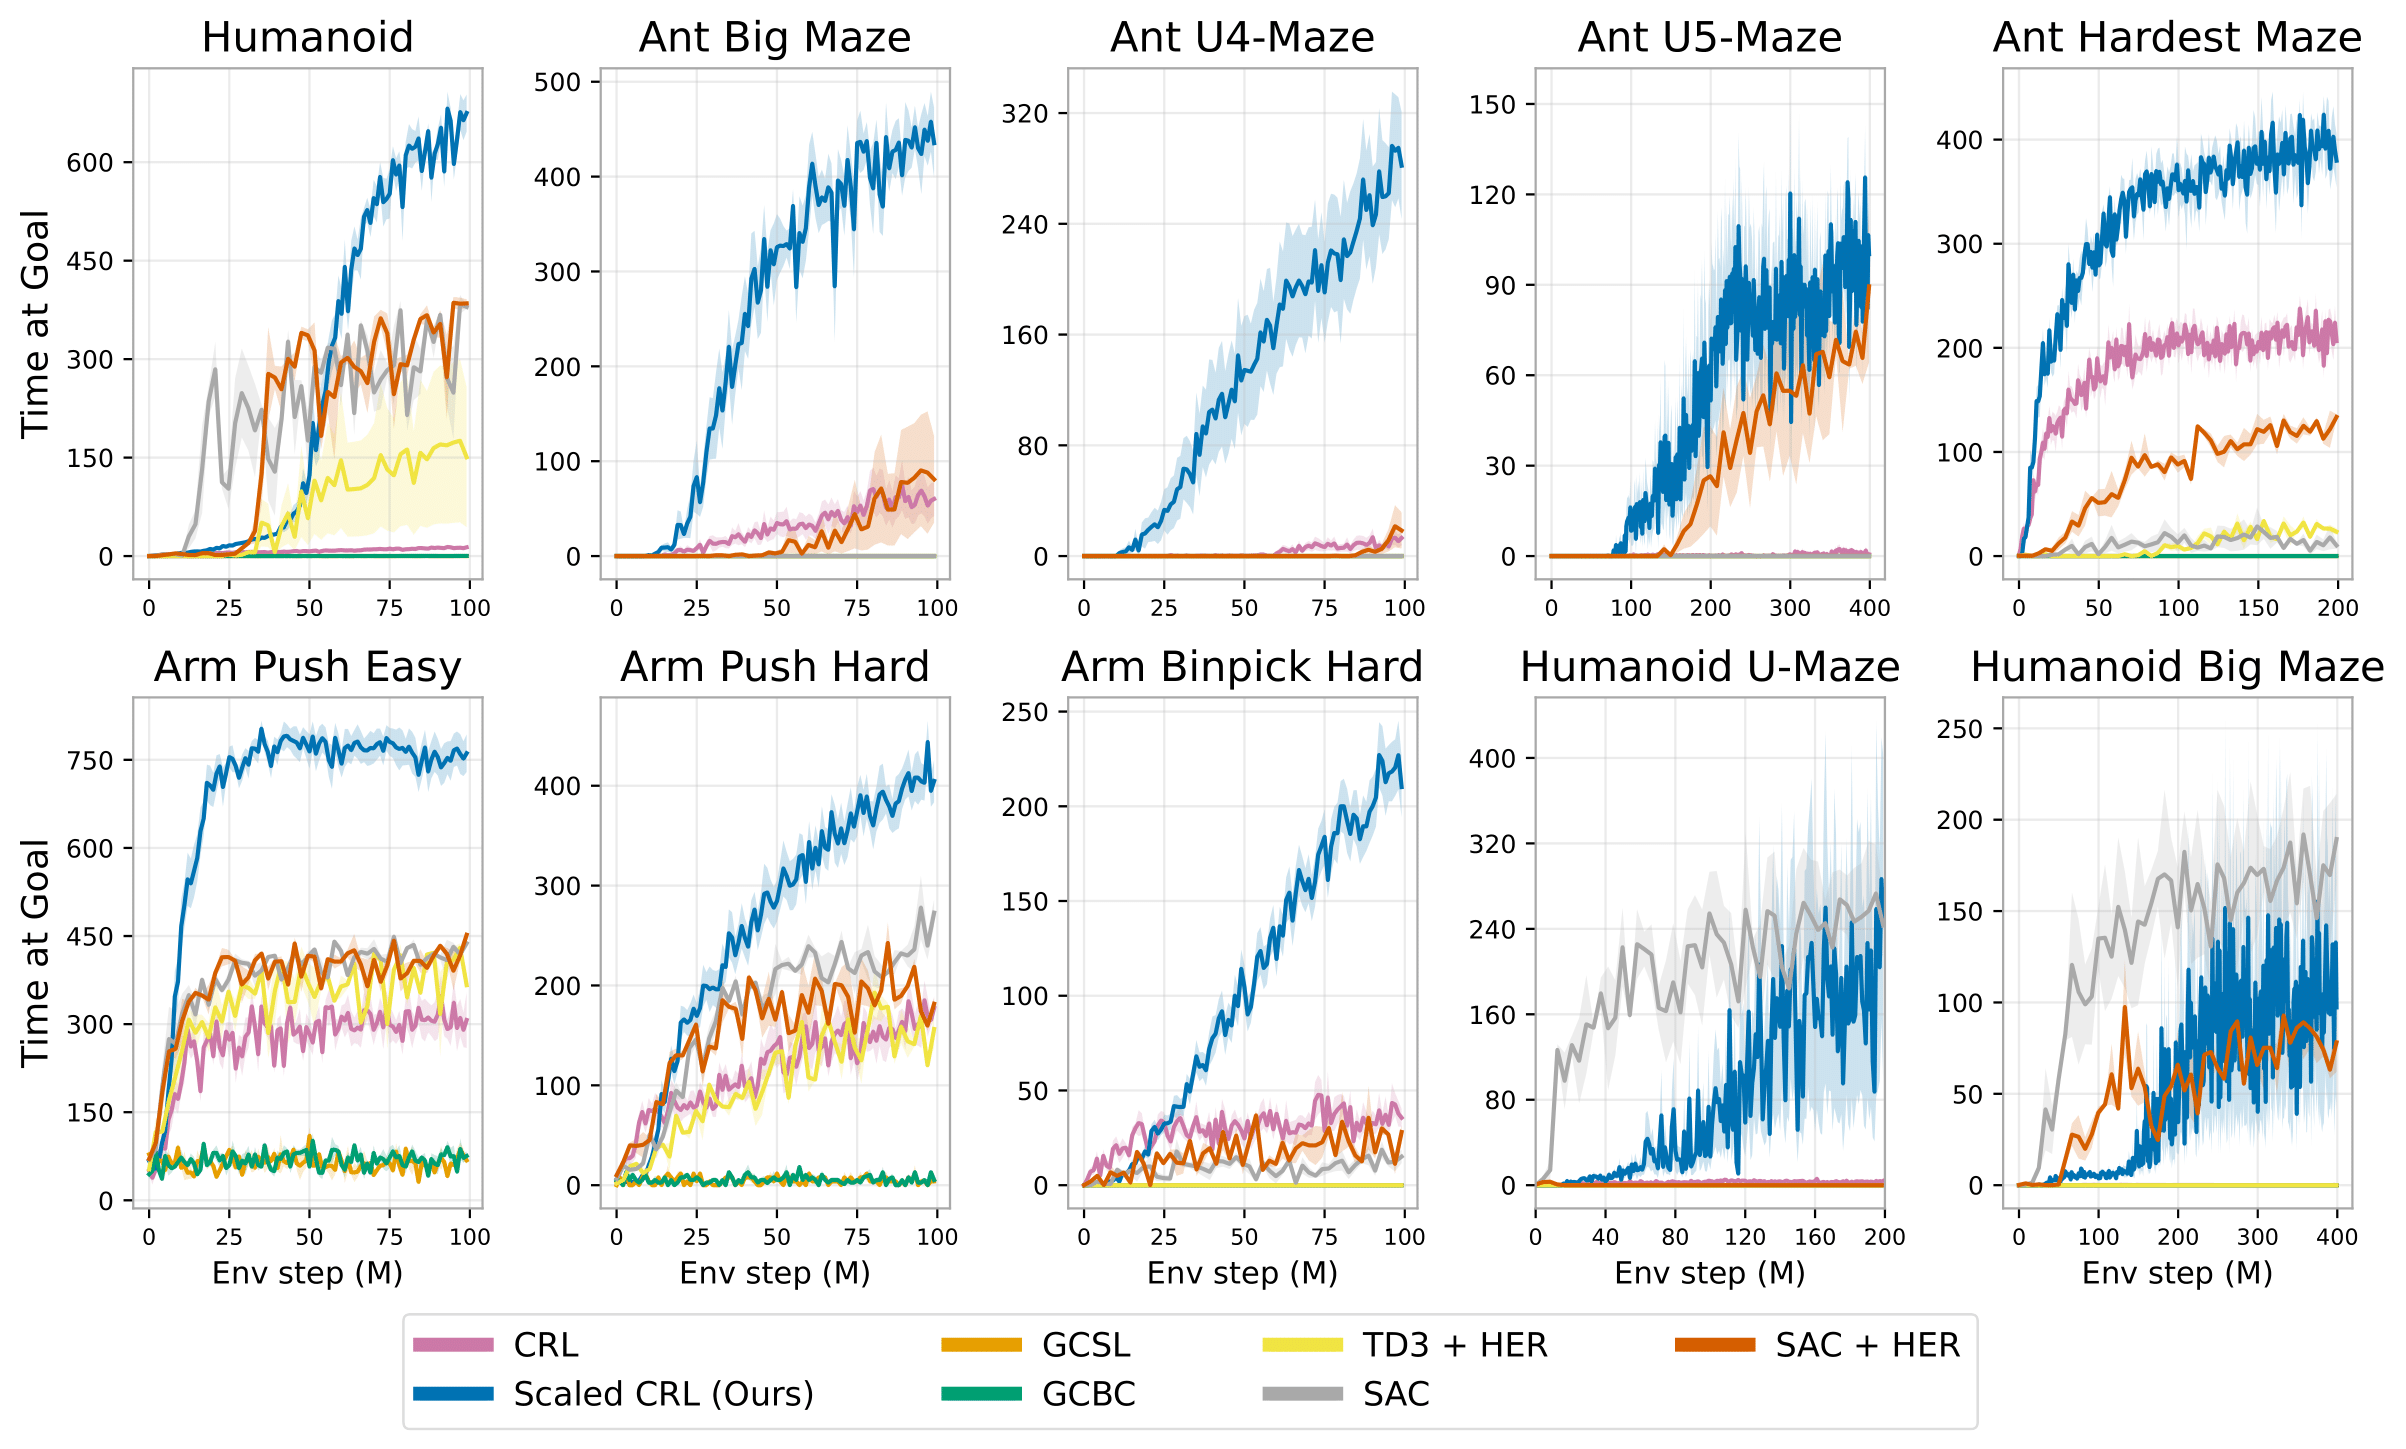 Humanoid
Ant Big Maze
Ant U4-Maze
Ant U5-Maze
Ant Hardest Maze
Time at Goal
600
450
300
150
0
0 25 50 75 100
500
400
300
200
100
0
0 25 50 75 100
320
240
160
80
0
0 25 50 75 100
150
120
90
60
30
0
0 100 200 300 400
400
300
200
100
0
0 50 100 150 200
Arm Push Easy
Arm Push Hard
Arm Binpick Hard
Humanoid U-Maze
Humanoid Big Maze
Time at Goal
750
600
450
300
150
0
0 25 50 75 100
Env step (M)
400
300
200
100
0
0 25 50 75 100
Env step (M)
250
200
150
100
50
0
0 25 50 75 100
Env step (M)
400
320
240
160
80
0
0 40 80 120 160 200
Env step (M)
250
200
150
100
50
0
0 100 200 300 400
Env step (M)
CRL
GCSL
TD3 + HER
SAC + HER
Scaled CRL (Ours)
GCBC
SAC